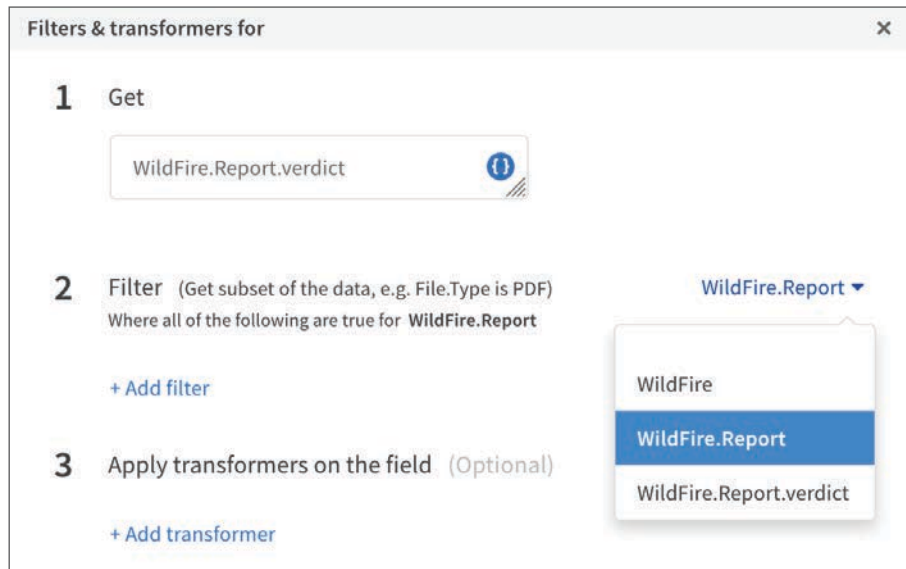 Filters & transformers for
×
1 Get
WildFire.Report.verdict {}
2 Filter (Get subset of the data, e.g. File.Type is PDF) WildFire.Report
Where all of the following are true for WildFire.Report
+ Add filter
WildFire
WildFire.Report
WildFire.Report.verdict
3 Apply transformers on the field (Optional)
+ Add transformer